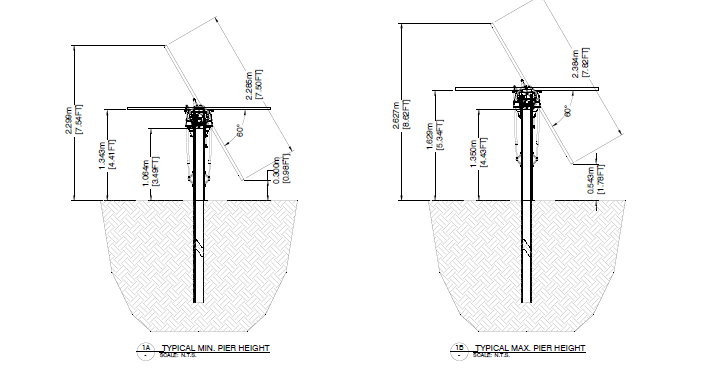 2.299m
[7.54FT]
1.343m
[4.41FT]
1.064m
[3.49FT]
2.285m
[7.50FT]
60°
0.300m
[0.98FT]
1A
TYPICAL MIN. PIER HEIGHT
-
SCALE: N.T.S.
2.627m
[8.62FT]
1.629m
[5.34FT]
1.350m
[4.43FT]
2.384m
[7.82FT]
60°
0.543m
[1.78FT]
1B
TYPICAL MAX. PIER HEIGHT
-
SCALE: N.T.S.